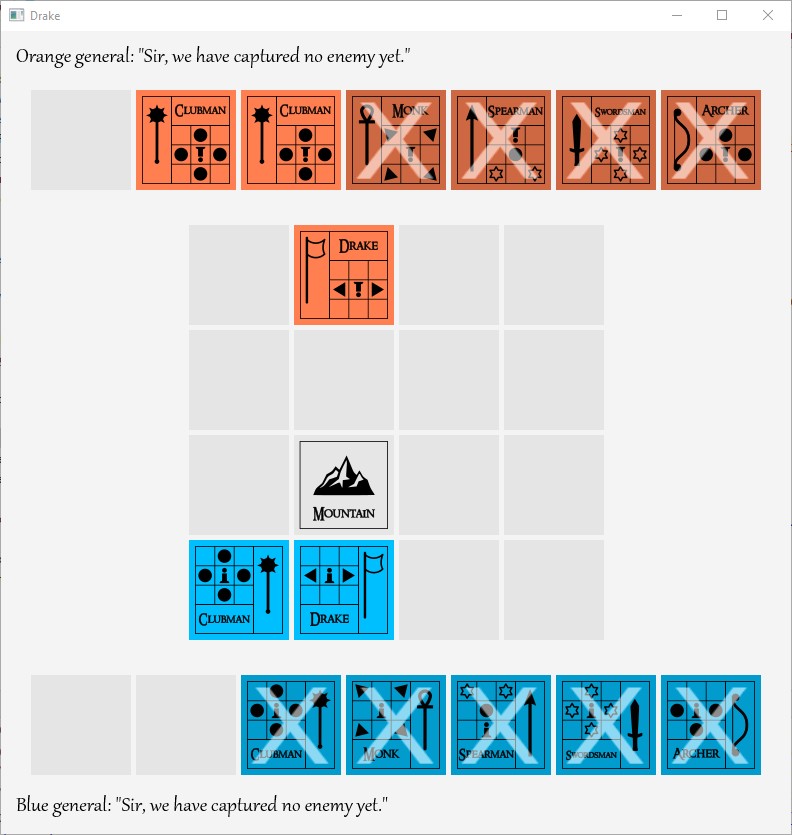 Drake
Orange general: "Sir, we have captured no enemy yet."
Clubman
Clubman
Monk
Spearman
Swordsman
Archer
Drake
Mountain
Clubman
Drake
Clubman
Monk
Spearman
Swordsman
Archer
Blue general: "Sir, we have captured no enemy yet."